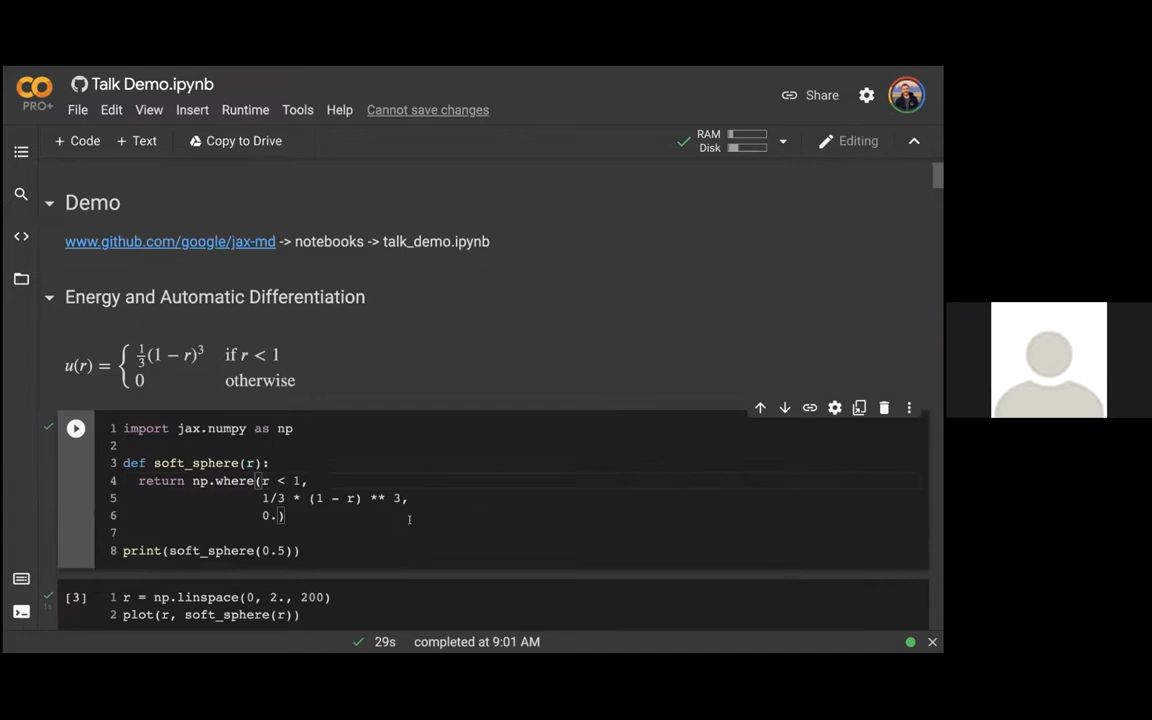 Talk Demo.ipynb
PRO+
File Edit View Insert Runtime Tools Help Cannot save changes
Share
+ Code + Text Copy to Drive
RAM
Disk
Editing
Demo
www.github.com/google/jax-md -> notebooks -> talk_demo.ipynb
Energy and Automatic Differentiation
u(r) = { 1/3 (1 − r)³ if r < 1
0 otherwise
1 import jax.numpy as np
2
3 def soft_sphere(r):
4 return np.where(r < 1,
5 1/3 * (1 - r) ** 3,
6 0.)
7
8 print(soft_sphere(0.5))
[3] 1 r = np.linspace(0, 2., 200)
1s 2 plot(r, soft_sphere(r))
29s completed at 9:01 AM